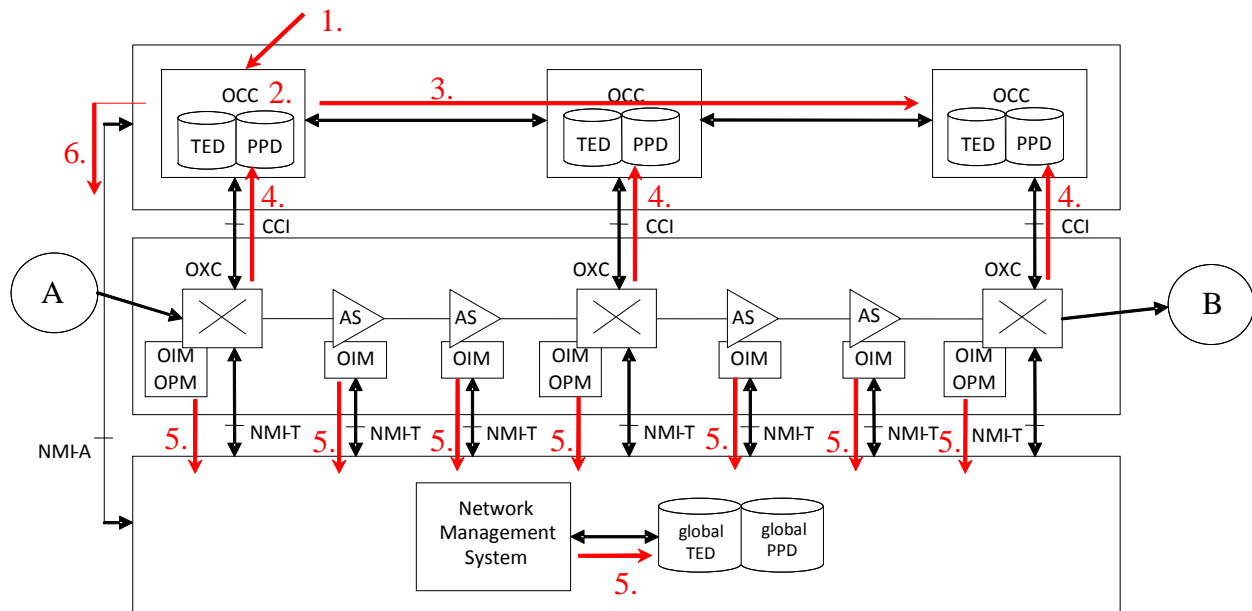 1.
OCC
2.
TED
PPD
3.
OCC
TED
PPD
OCC
TED
PPD
6.
4.
CCI
4.
CCI
4.
CCI
OXC
OXC
OXC
A
AS
AS
AS
AS
B
OIM
OPM
OIM
OIM
OIM
OPM
OIM
OIM
OIM
OPM
NMI-A
5.
NMI-T
5.
NMI-T
5.
NMI-T
5.
NMI-T
5.
NMI-T
5.
NMI-T
5.
NMI-T
Network
Management
System
global
TED
global
PPD
5.